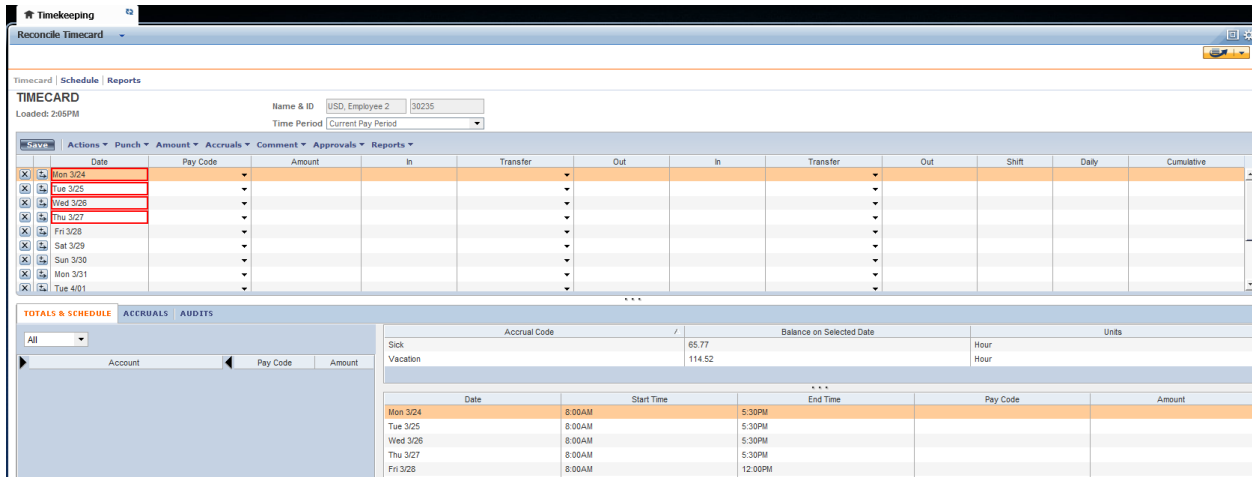 Timekeeping
Reconcile Timecard
Timecard | Schedule | Reports
TIMECARD
Loaded: 2:05PM
Name & ID USD, Employee 2 30235
Time Period Current Pay Period
Save Actions Punch Amount Accruals Comment Approvals Reports
Date Pay Code Amount In Transfer Out In Transfer Out Shift Daily Cumulative
Mon 3/24
Tue 3/25
Wed 3/26
Thu 3/27
Fri 3/28
Sat 3/29
Sun 3/30
Mon 3/31
Tue 4/01
TOTALS & SCHEDULE ACCRUALS AUDITS
All
Account Pay Code Amount
Accrual Code / Balance on Selected Date Units
Sick 65.77 Hour
Vacation 114.52 Hour
Date Start Time End Time Pay Code Amount
Mon 3/24 8:00AM 5:30PM
Tue 3/25 8:00AM 5:30PM
Wed 3/26 8:00AM 5:30PM
Thu 3/27 8:00AM 5:30PM
Fri 3/28 8:00AM 12:00PM